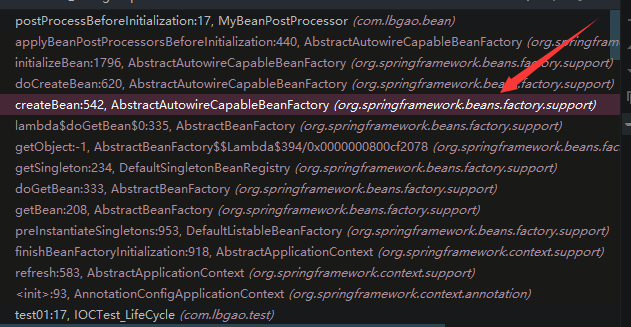 postProcessBeforeInitialization:17, MyBeanPostProcessor (com.lbgao.bean)
applyBeanPostProcessorsBeforeInitialization:440, AbstractAutowireCapableBeanFactory (org.springfram
initializeBean:1796, AbstractAutowireCapableBeanFactory (org.springframework.beans.factory.support)
doCreateBean:620, AbstractAutowireCapableBeanFactory (org.springframework.beans.factory.support)
createBean:542, AbstractAutowireCapableBeanFactory (org.springframework.beans.factory.support)
lambda$doGetBean$0:335, AbstractBeanFactory (org.springframework.beans.factory.support)
getObject:-1, AbstractBeanFactory$$Lambda$394/0x0000000800cf2078 (org.springframework.beans.fac
getSingleton:234, DefaultSingletonBeanRegistry (org.springframework.beans.factory.support)
doGetBean:333, AbstractBeanFactory (org.springframework.beans.factory.support)
getBean:208, AbstractBeanFactory (org.springframework.beans.factory.support)
preInstantiateSingletons:953, DefaultListableBeanFactory (org.springframework.beans.factory.support)
finishBeanFactoryInitialization:918, AbstractApplicationContext (org.springframework.context.support)
refresh:583, AbstractApplicationContext (org.springframework.context.support)
<init>:93, AnnotationConfigApplicationContext (org.springframework.context.annotation)
test01:17, IOCTest_LifeCycle (com.lbgao.test)